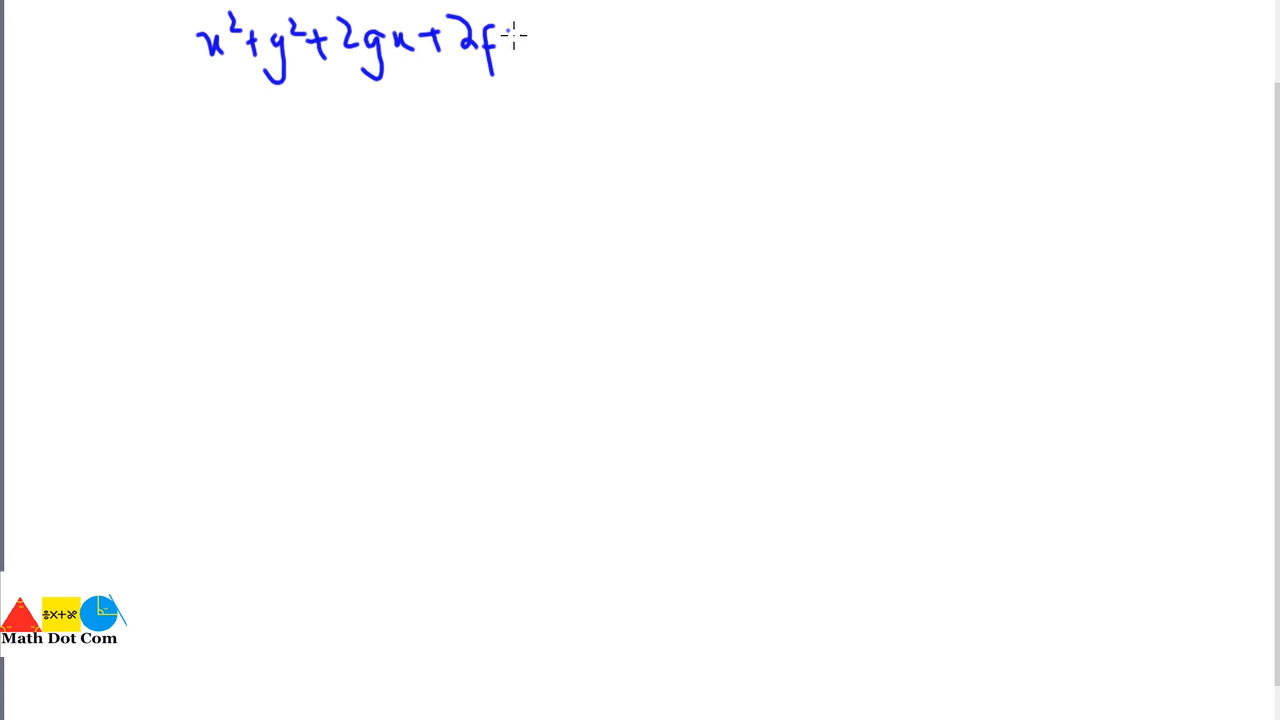 x²+y²+2gx+2f
÷x+%
Math Dot Com